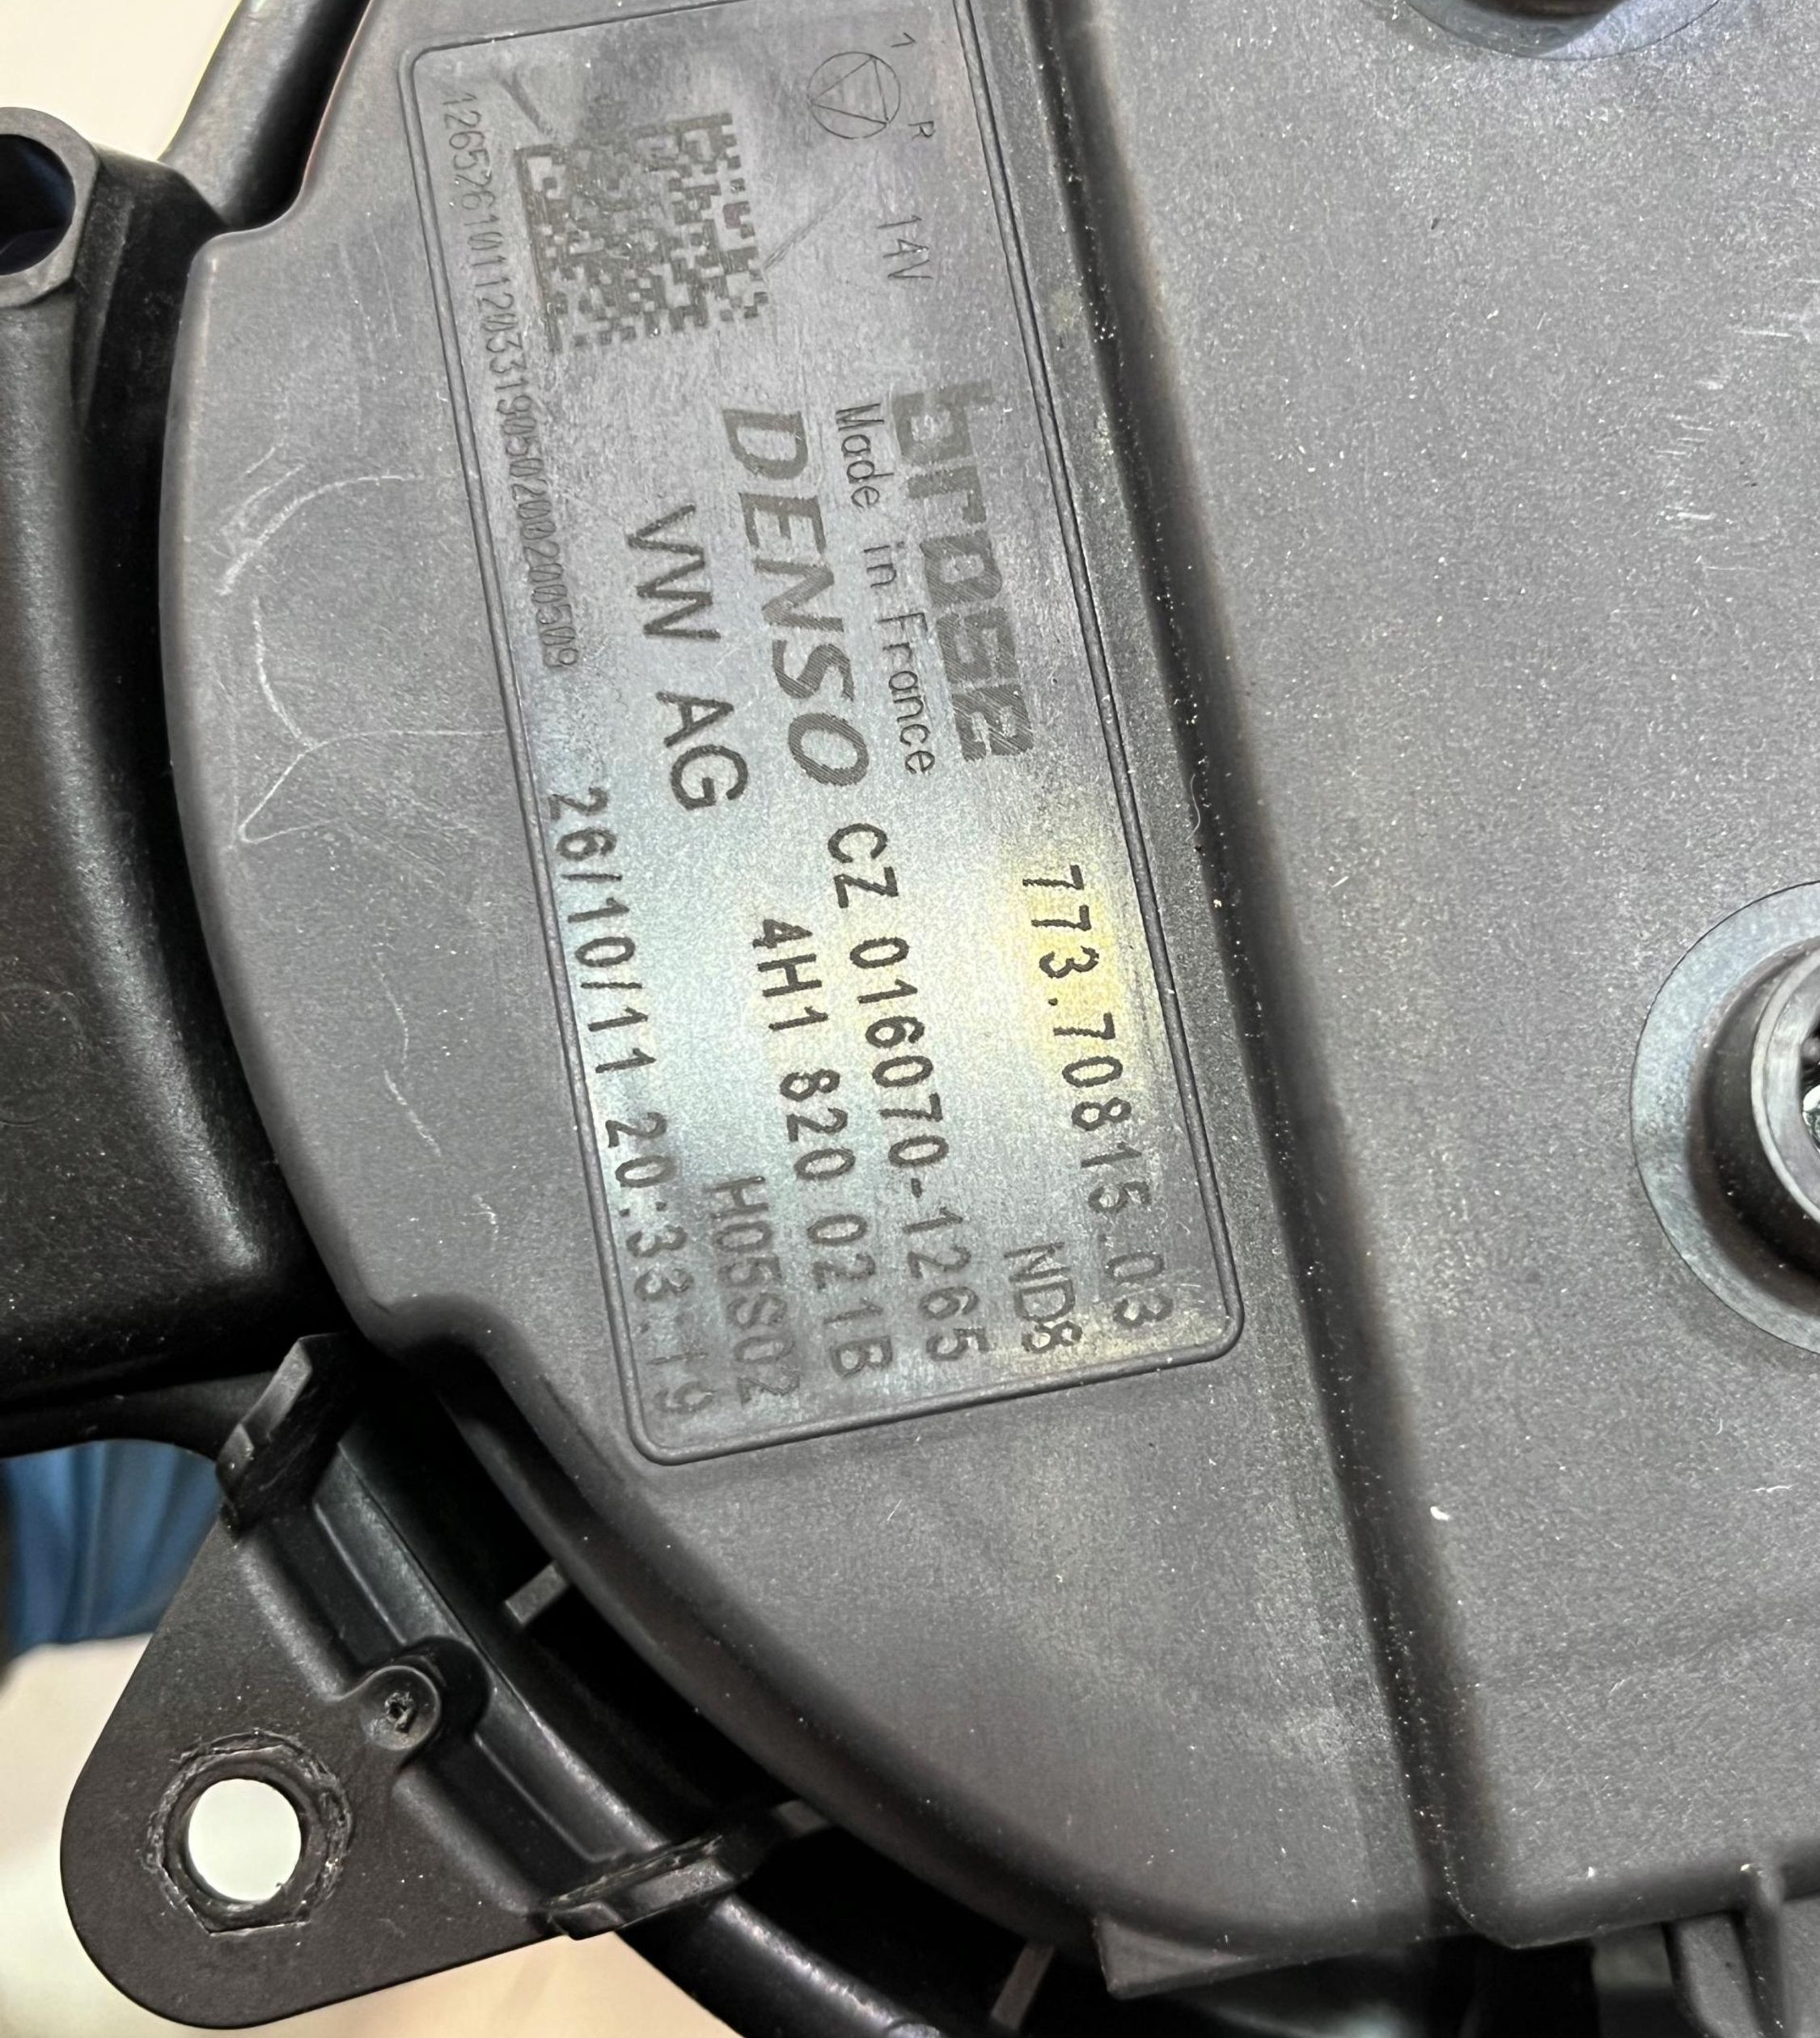 1
R 14V
brose 773.70815.03
Made in France ND8
DENSO CZ 016070-1265
4H1 820 021B
VW AG H05S02
26/10/11 20:33:19